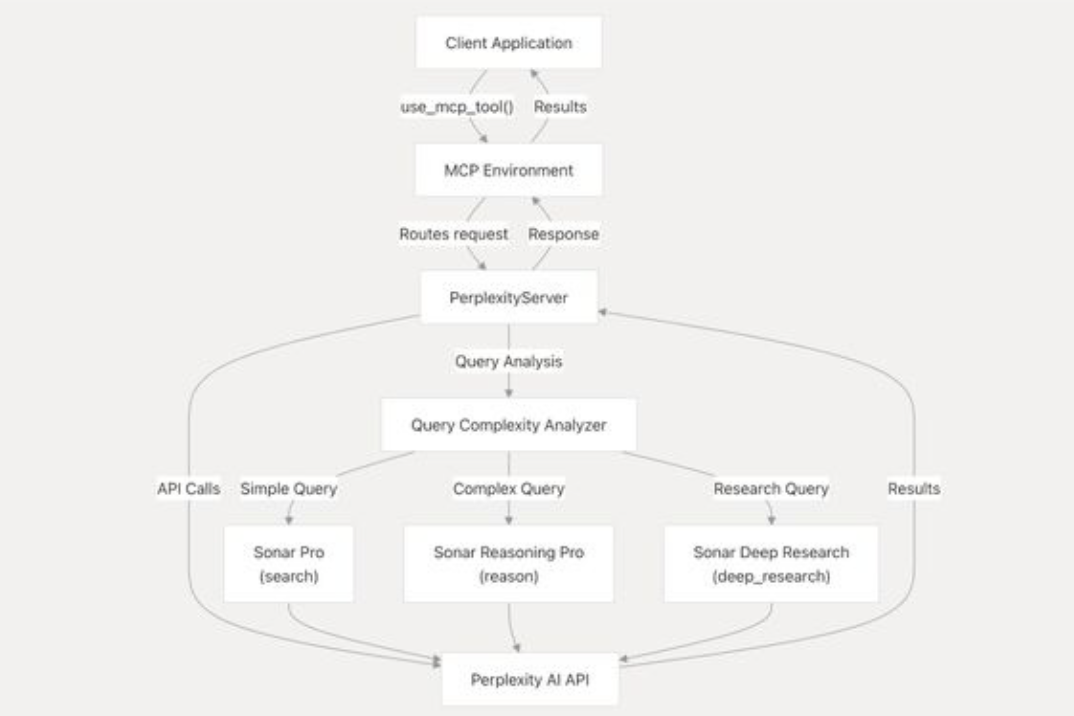 Client Application
use_mcp_tool()
Results
MCP Environment
Routes request
Response
PerplexityServer
Query Analysis
Query Complexity Analyzer
API Calls
Simple Query
Complex Query
Research Query
Results
Sonar Pro
(search)
Sonar Reasoning Pro
(reason)
Sonar Deep Research
(deep_research)
Perplexity AI API